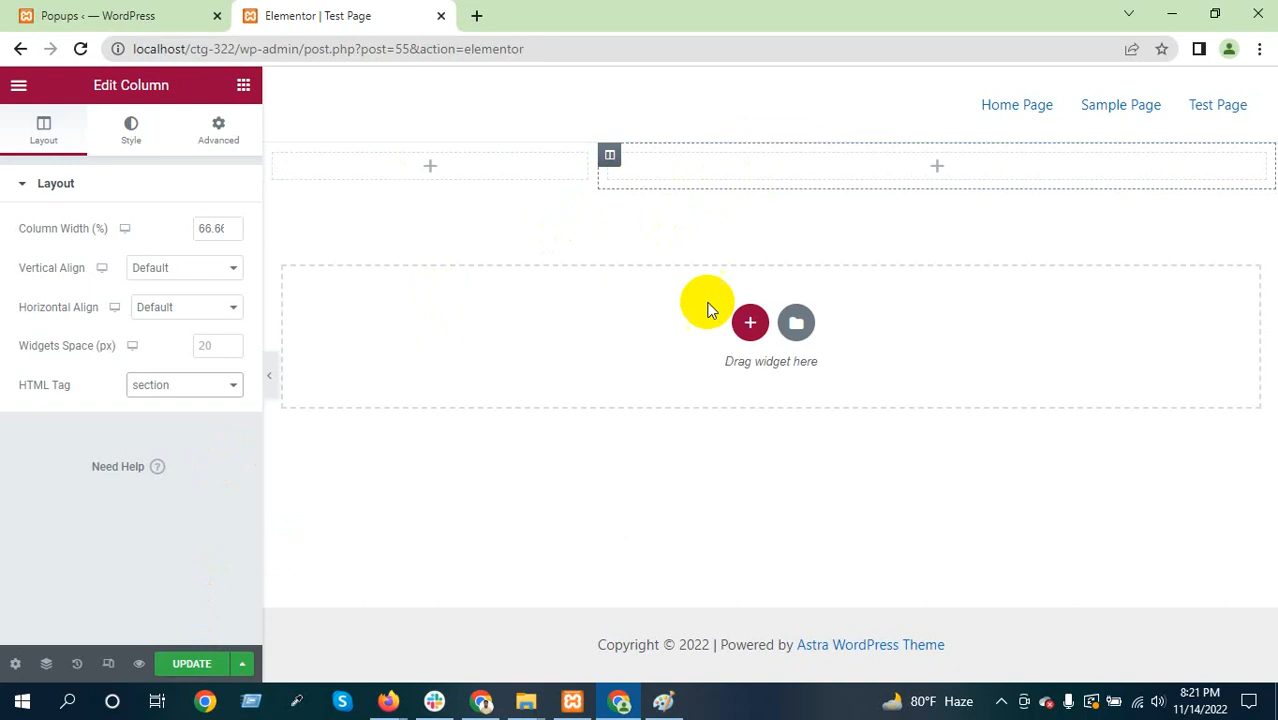 Popups ‹ — WordPress
Elementor | Test Page
localhost/ctg-322/wp-admin/post.php?post=55&action=elementor
Edit Column
Layout
Style
Advanced
Layout
Column Width (%)
66.66
Vertical Align
Default
Horizontal Align
Default
Widgets Space (px)
20
HTML Tag
section
Need Help
UPDATE
Home Page
Sample Page
Test Page
Drag widget here
Copyright © 2022 | Powered by Astra WordPress Theme
80°F Haze
8:21 PM
11/14/2022